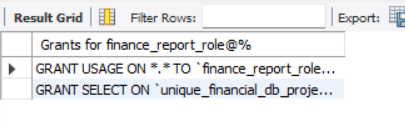 Result Grid Filter Rows: Export:
Grants for finance_report_role@%
GRANT USAGE ON *.* TO `finance_report_role...
GRANT SELECT ON `unique_financial_db_proje...